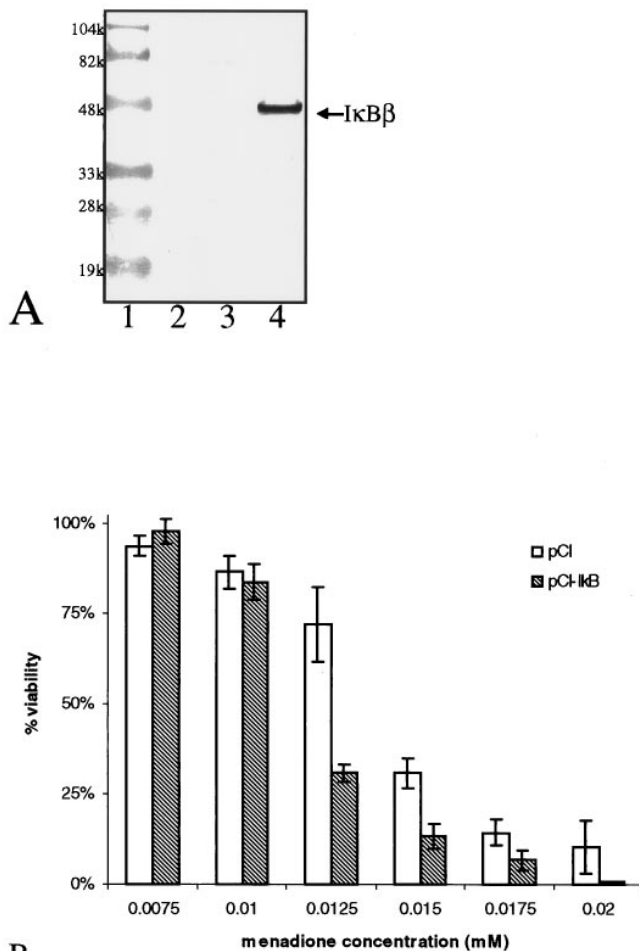 104k
82k
48k
IκBβ
33k
28k
19k
A
1 2 3 4
100%
75%
50%
25%
0%
% viability
pCI
pCI-IkB
0.0075 0.01 0.0125 0.015 0.0175 0.02
menadione concentration (mM)
B